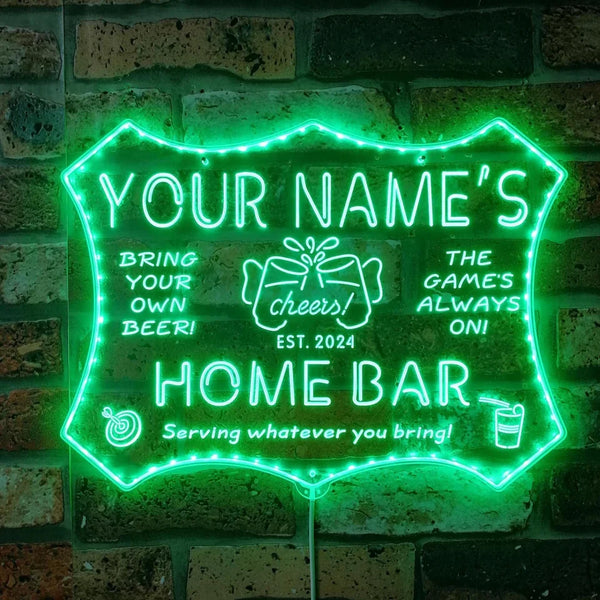 YOUR NAME'S
BRING
YOUR
OWN
BEER!
cheers!
EST. 2024
THE
GAME'S
ALWAYS
ON!
HOME BAR
Serving whatever you bring!